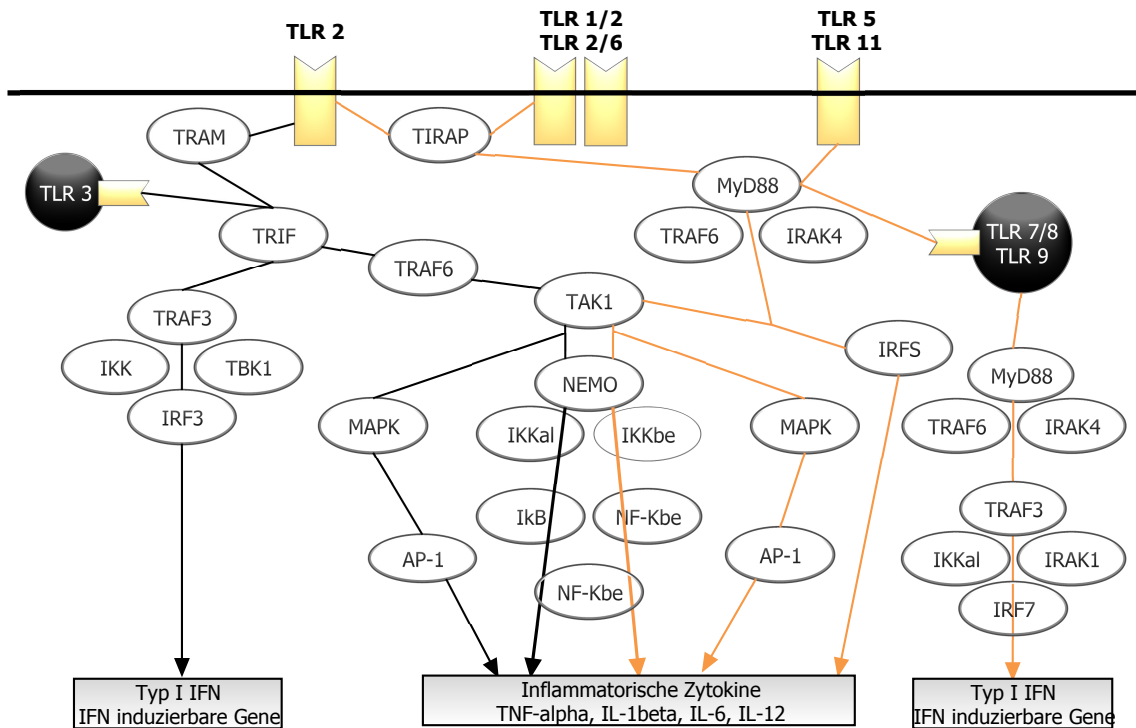 TLR 2
TLR 1/2
TLR 2/6
TLR 5
TLR 11
TRAM
TIRAP
TLR 3
MyD88
TRIF
TRAF6
IRAK4
TLR 7/8
TLR 9
TRAF6
TAK1
TRAF3
IRFS
IKK
TBK1
NEMO
MyD88
IRF3
MAPK
IKKal
IKKbe
MAPK
TRAF6
IRAK4
IkB
NF-Kbe
TRAF3
AP-1
AP-1
IKKal
IRAK1
NF-Kbe
IRF7
Typ I IFN
IFN induzierbare Gene
Inflammatorische Zytokine
TNF-alpha, IL-1beta, IL-6, IL-12
Typ I IFN
IFN induzierbare Gene